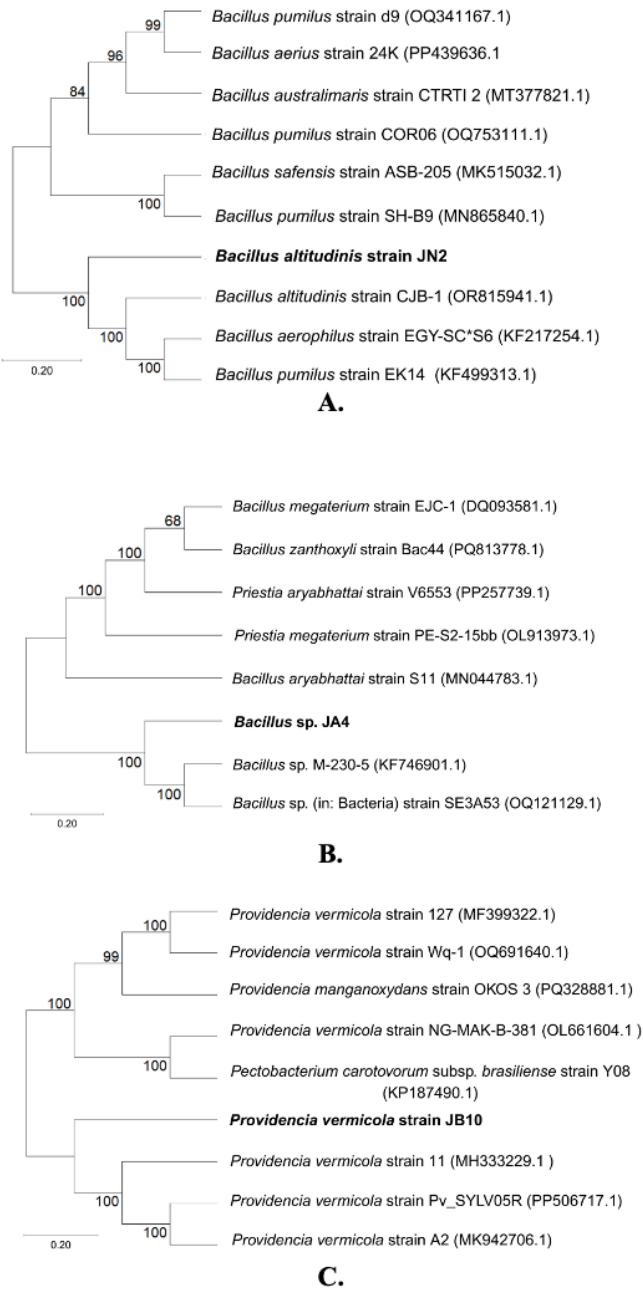 Bacillus pumilus strain d9 (OQ341167.1)
99
Bacillus aerius strain 24K (PP439636.1
96
Bacillus australimaris strain CTRTI 2 (MT377821.1)
84
Bacillus pumilus strain COR06 (OQ753111.1)
Bacillus safensis strain ASB-205 (MK515032.1)
100
Bacillus pumilus strain SH-B9 (MN865840.1)
Bacillus altitudinis strain JN2
100
Bacillus altitudinis strain CJB-1 (OR815941.1)
100
Bacillus aerophilus strain EGY-SC*S6 (KF217254.1)
100
Bacillus pumilus strain EK14 (KF499313.1)
0.20
A.
Bacillus megaterium strain EJC-1 (DQ093581.1)
68
Bacillus zanthoxyli strain Bac44 (PQ813778.1)
100
Priestia aryabhattai strain V6553 (PP257739.1)
100
Priestia megaterium strain PE-S2-15bb (OL913973.1)
Bacillus aryabhattai strain S11 (MN044783.1)
Bacillus sp. JA4
100
Bacillus sp. M-230-5 (KF746901.1)
100
Bacillus sp. (in: Bacteria) strain SE3A53 (OQ121129.1)
0.20
B.
Providencia vermicola strain 127 (MF399322.1)
100
Providencia vermicola strain Wq-1 (OQ691640.1)
99
Providencia manganoxydans strain OKOS 3 (PQ328881.1)
100
Providencia vermicola strain NG-MAK-B-381 (OL661604.1 )
100
Pectobacterium carotovorum subsp. brasiliense strain Y08
(KP187490.1)
Providencia vermicola strain JB10
Providencia vermicola strain 11 (MH333229.1 )
100
Providencia vermicola strain Pv_SYLV05R (PP506717.1)
100
Providencia vermicola strain A2 (MK942706.1)
0.20
C.